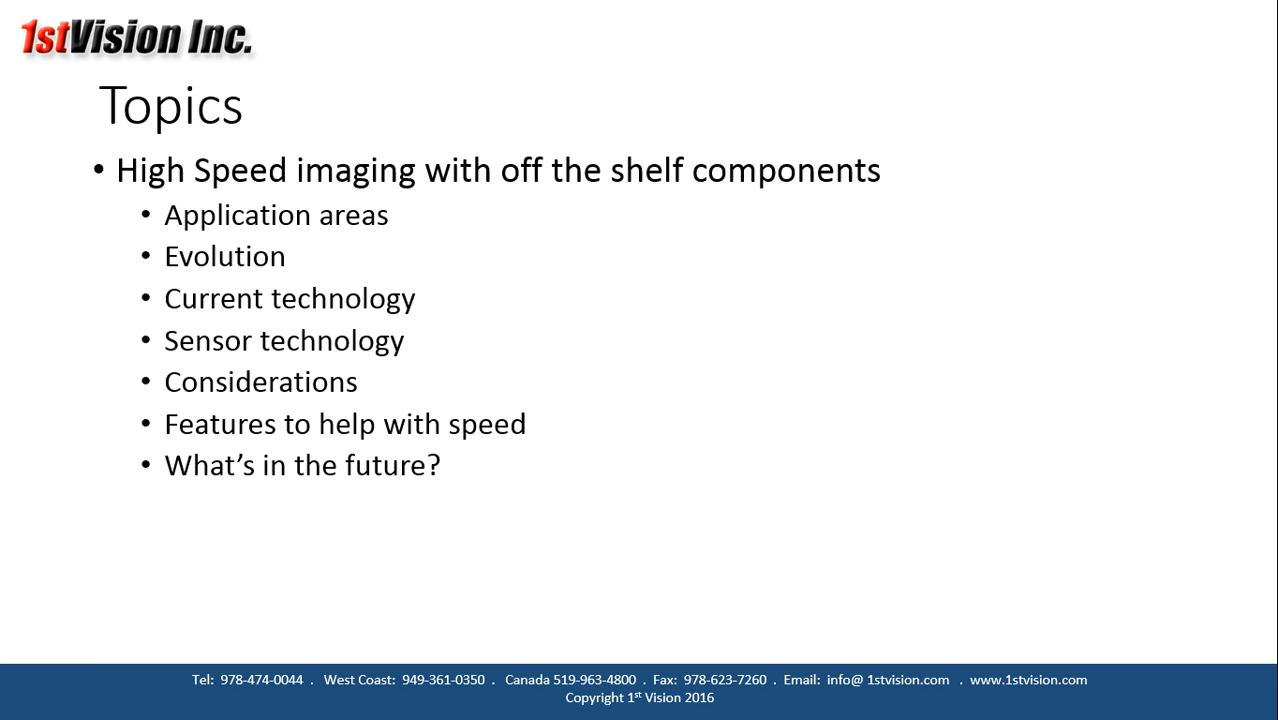 1stVision Inc.
Topics
• High Speed imaging with off the shelf components
• Application areas
• Evolution
• Current technology
• Sensor technology
• Considerations
• Features to help with speed
• What's in the future?
Tel: 978-474-0044 . West Coast: 949-361-0350 . Canada 519-963-4800 . Fax: 978-623-7260 . Email: info@ 1stvision.com . www.1stvision.com
Copyright 1st Vision 2016